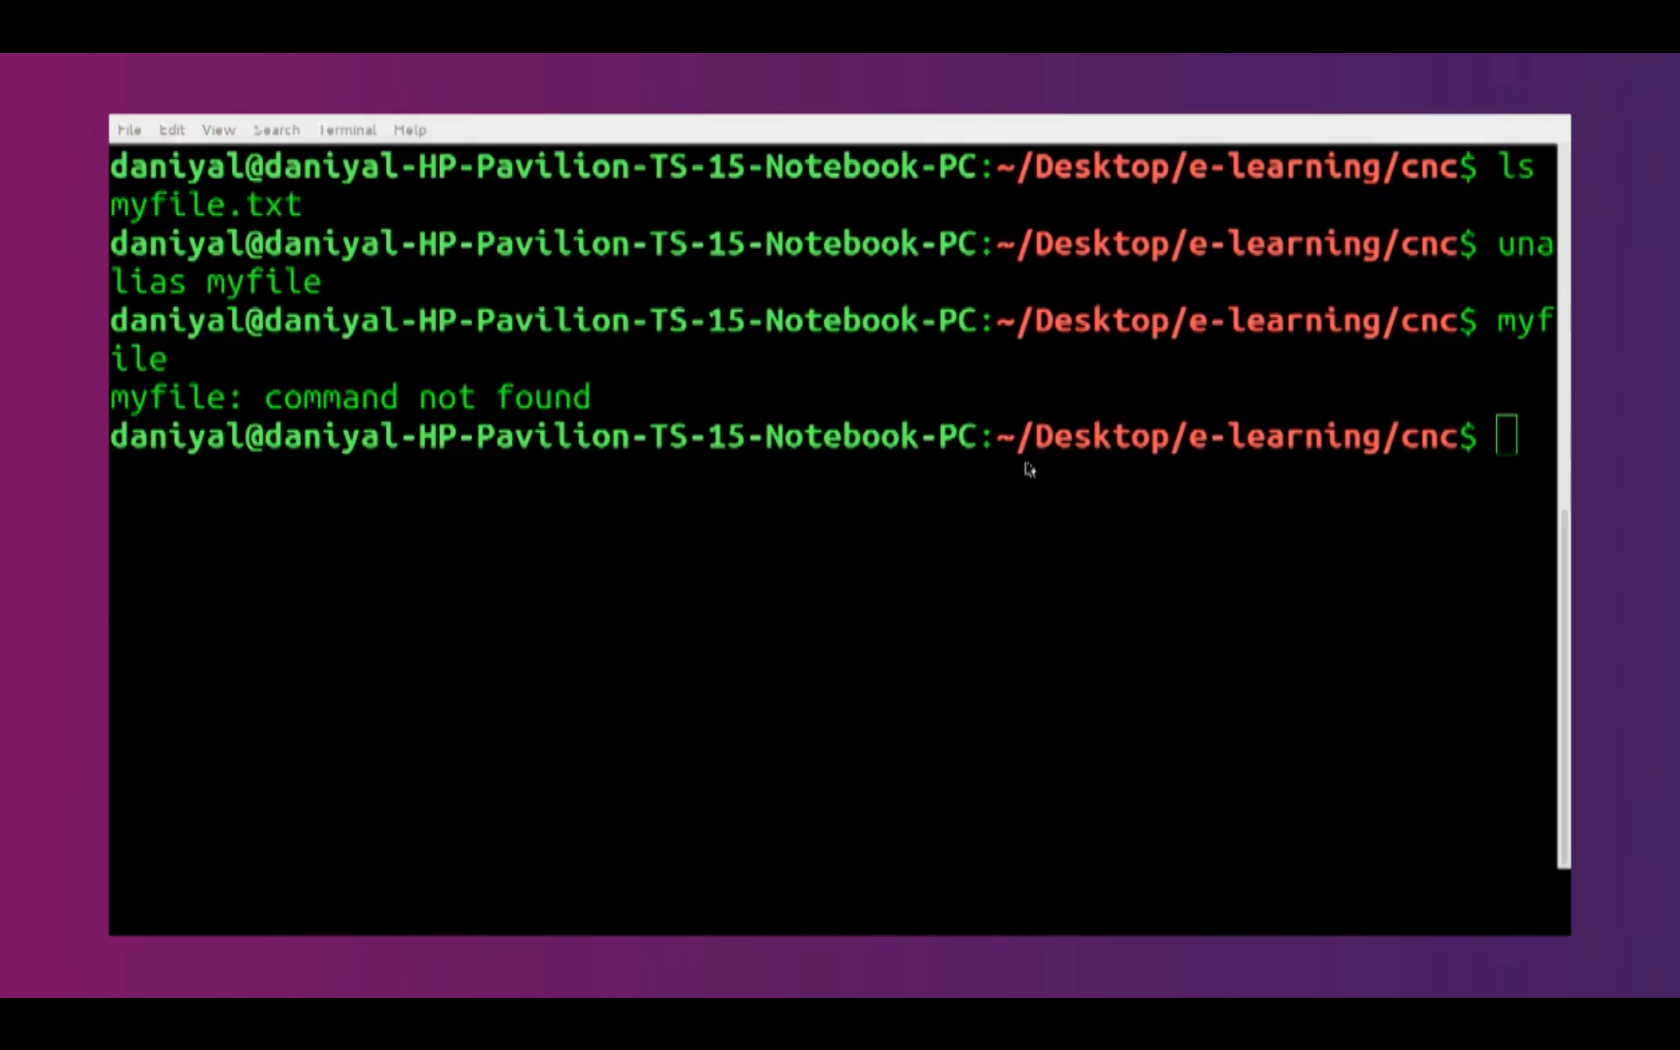 File Edit View Search Terminal Help
daniyal@daniyal-HP-Pavilion-TS-15-Notebook-PC:~/Desktop/e-learning/cnc$ ls
myfile.txt
daniyal@daniyal-HP-Pavilion-TS-15-Notebook-PC:~/Desktop/e-learning/cnc$ una
lias myfile
daniyal@daniyal-HP-Pavilion-TS-15-Notebook-PC:~/Desktop/e-learning/cnc$ myf
ile
myfile: command not found
daniyal@daniyal-HP-Pavilion-TS-15-Notebook-PC:~/Desktop/e-learning/cnc$